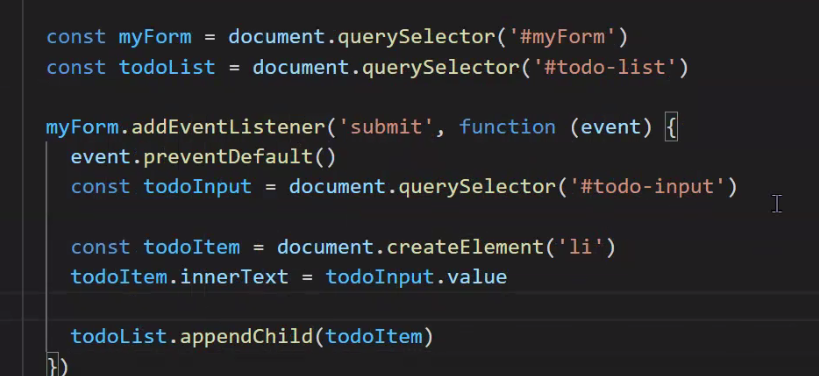 const myForm = document.querySelector('#myForm')
const todoList = document.querySelector('#todo-list')
myForm.addEventListener('submit', function (event) {
event.preventDefault()
const todoInput = document.querySelector('#todo-input')
const todoItem = document.createElement('li')
todoItem.innerText = todoInput.value
todoList.appendChild(todoItem)
})